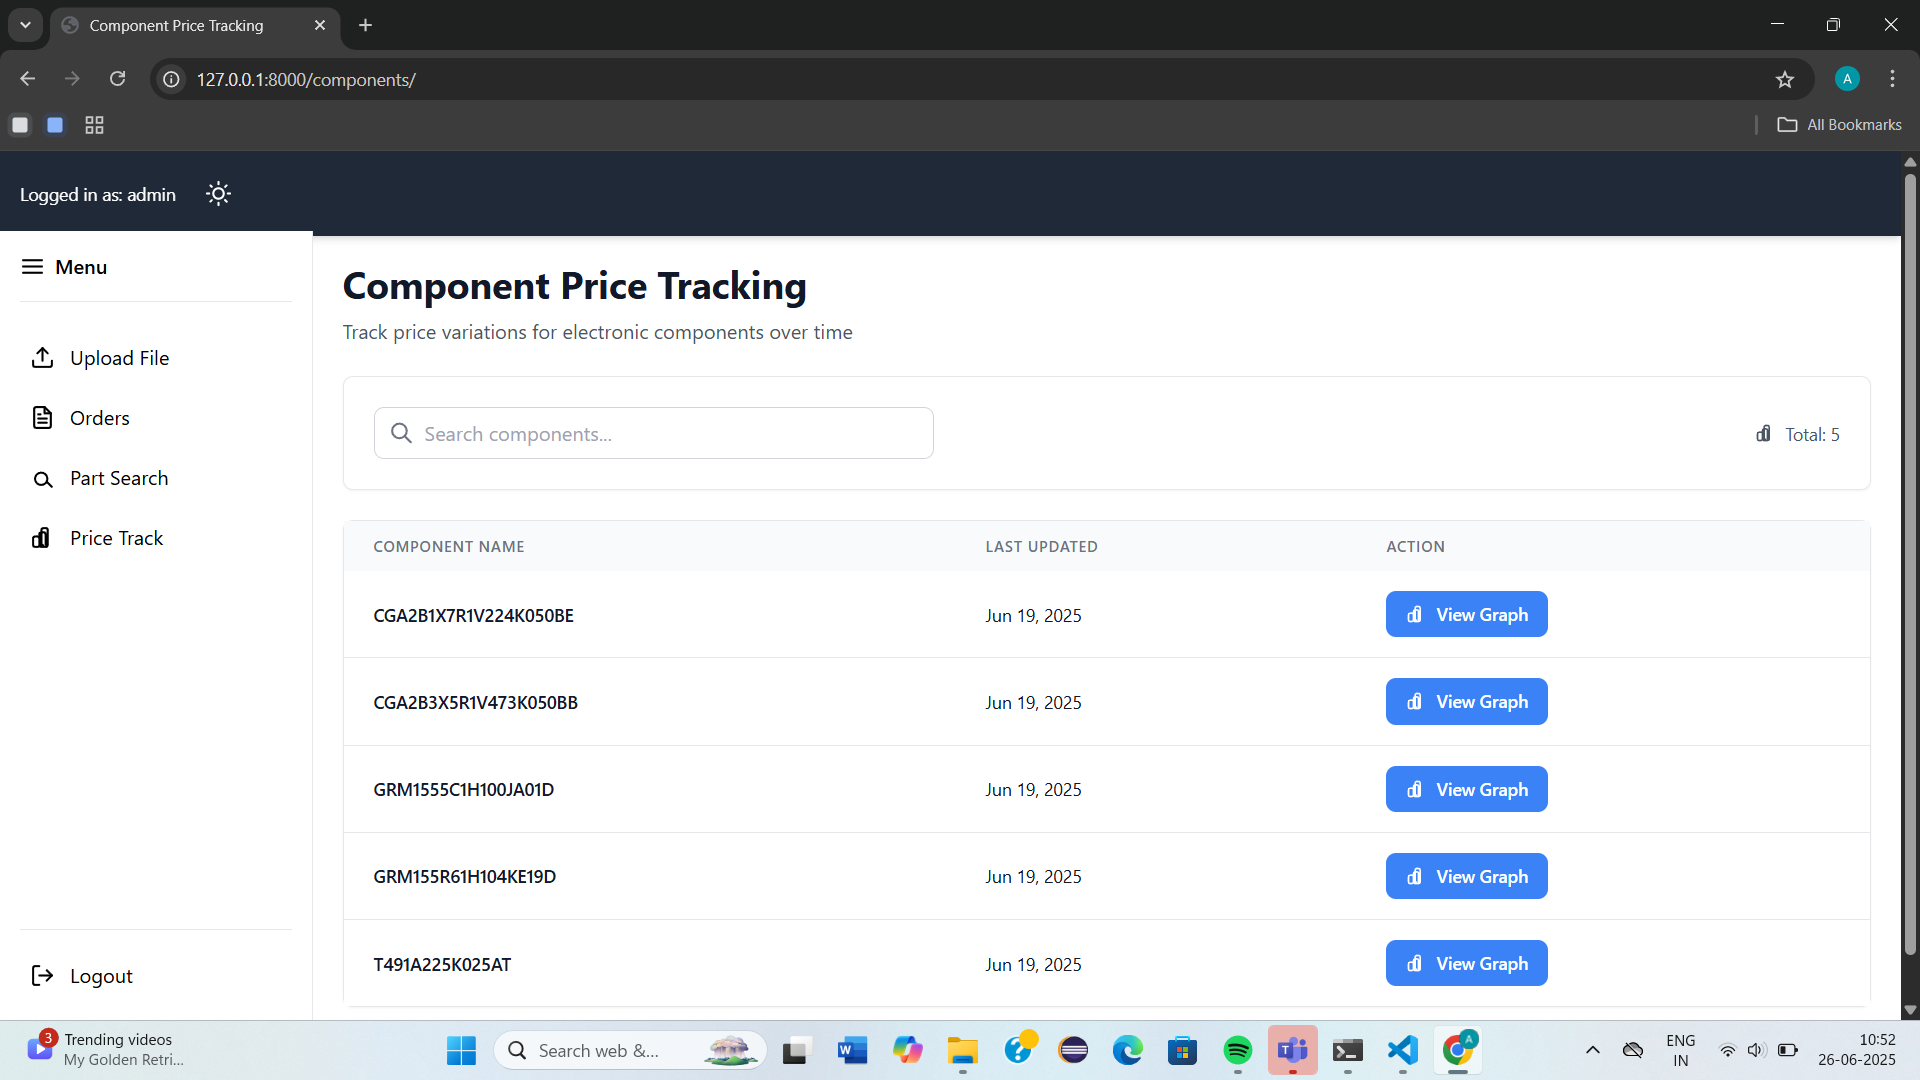 Component Price Tracking
127.0.0.1:8000/components/
A
All Bookmarks
Logged in as: admin
Menu
Upload File
Orders
Part Search
Price Track
Logout
Component Price Tracking
Track price variations for electronic components over time
Search components...
Total: 5
COMPONENT NAME LAST UPDATED ACTION
CGA2B1X7R1V224K050BE Jun 19, 2025 View Graph
CGA2B3X5R1V473K050BB Jun 19, 2025 View Graph
GRM1555C1H100JA01D Jun 19, 2025 View Graph
GRM155R61H104KE19D Jun 19, 2025 View Graph
T491A225K025AT Jun 19, 2025 View Graph
3
Trending videos
My Golden Retri...
Search web &...
W
T
A
ENG
IN
10:52
26-06-2025